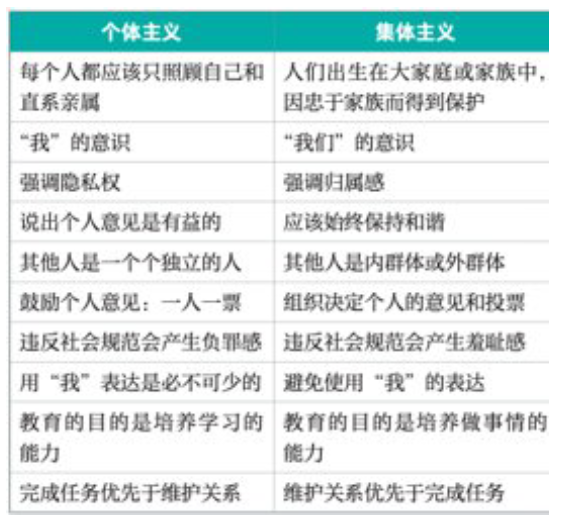 个体主义 集体主义
每个人都应该只照顾自己和 人们出生在大家庭或家族中，
直系亲属 因忠于家族而得到保护
“我”的意识 “我们”的意识
强调隐私权 强调归属感
说出个人意见是有益的 应该始终保持和谐
其他人是一个个独立的人 其他人是内群体或外群体
鼓励个人意见：一人一票 组织决定个人的意见和投票
违反社会规范会产生负罪感 违反社会规范会产生羞耻感
用“我”表达是必不可少的 避免使用“我”的表达
教育的目的是培养学习的 教育的目的是培养做事情的
能力 能力
完成任务优先于维护关系 维护关系优先于完成任务